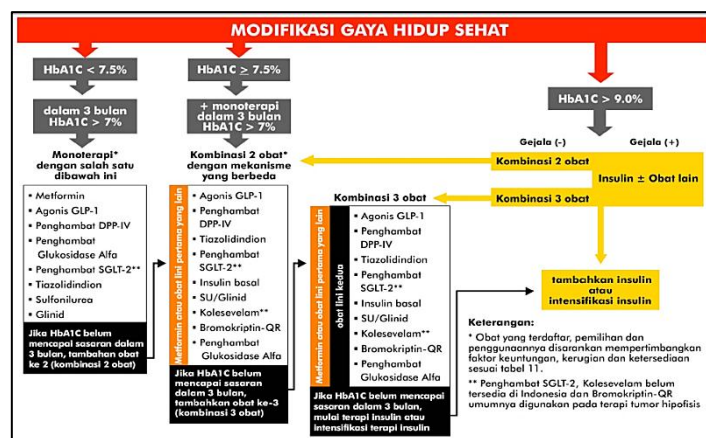 MODIFIKASI GAYA HIDUP SEHAT
HbA1C < 7.5%
dalam 3 bulan
HbA1C > 7%
Monoterapi*
dengan salah satu
dibawah ini
▪ Metformin
▪ Agonis GLP-1
▪ Penghambat DPP-IV
▪ Penghambat
Glukosidase Alfa
▪ Penghambat SGLT-2**
▪ Tiazolidindion
▪ Sulfonilurea
▪ Glinid
Jika HbA1C belum
mencapai sasaran dalam
3 bulan, tambahan obat
ke 2 (kombinasi 2 obat)
HbA1C ≥ 7.5%
+ monoterapi
dalam 3 bulan
HbA1C > 7%
Kombinasi 2 obat*
dengan mekanisme
yang berbeda
Metformin atau obat lini pertama yang lain
▪ Agonis GLP-1
▪ Penghambat
DPP-IV
▪ Tiazolidindion
▪ Penghambat
SGLT-2**
▪ Insulin basal
▪ SU/Glinid
▪ Kolesevelam**
▪ Bromokriptin-QR
▪ Penghambat
Glukosidase Alfa
Jika HbA1C belum
mencapai sasaran
dalam 3 bulan,
tambahkan obat ke-3
(kombinasi 3 obat)
Kombinasi 3 obat
Metformin atau obat lini pertama yang lain
obat lini kedua
▪ Agonis GLP-1
▪ Penghambat
DPP-IV
▪ Tiazolidindion
▪ Penghambat
SGLT-2**
▪ Insulin basal
▪ SU/Glinid
▪ Kolesevelam**
▪ Bromokriptin-QR
▪ Penghambat
Glukosidase Alfa
Jika HbA1C belum mencapai
sasaran dalam 3 bulan,
mulai terapi insulin atau
intensifikasi terapi insulin
HbA1C > 9.0%
Gejala (-)
Gejala (+)
Kombinasi 2 obat
Kombinasi 3 obat
Insulin ± Obat lain
tambahkan insulin
atau
intensifikasi insulin
Keterangan:
* Obat yang terdaftar, pemilihan dan
penggunaannya disarankan mempertimbangkan
faktor keuntungan, kerugian dan ketersediaan
sesuai tabel 11.
** Penghambat SGLT-2, Kolesevelam belum
tersedia di Indonesia dan Bromokriptin-QR
umumnya digunakan pada terapi tumor hipofisis